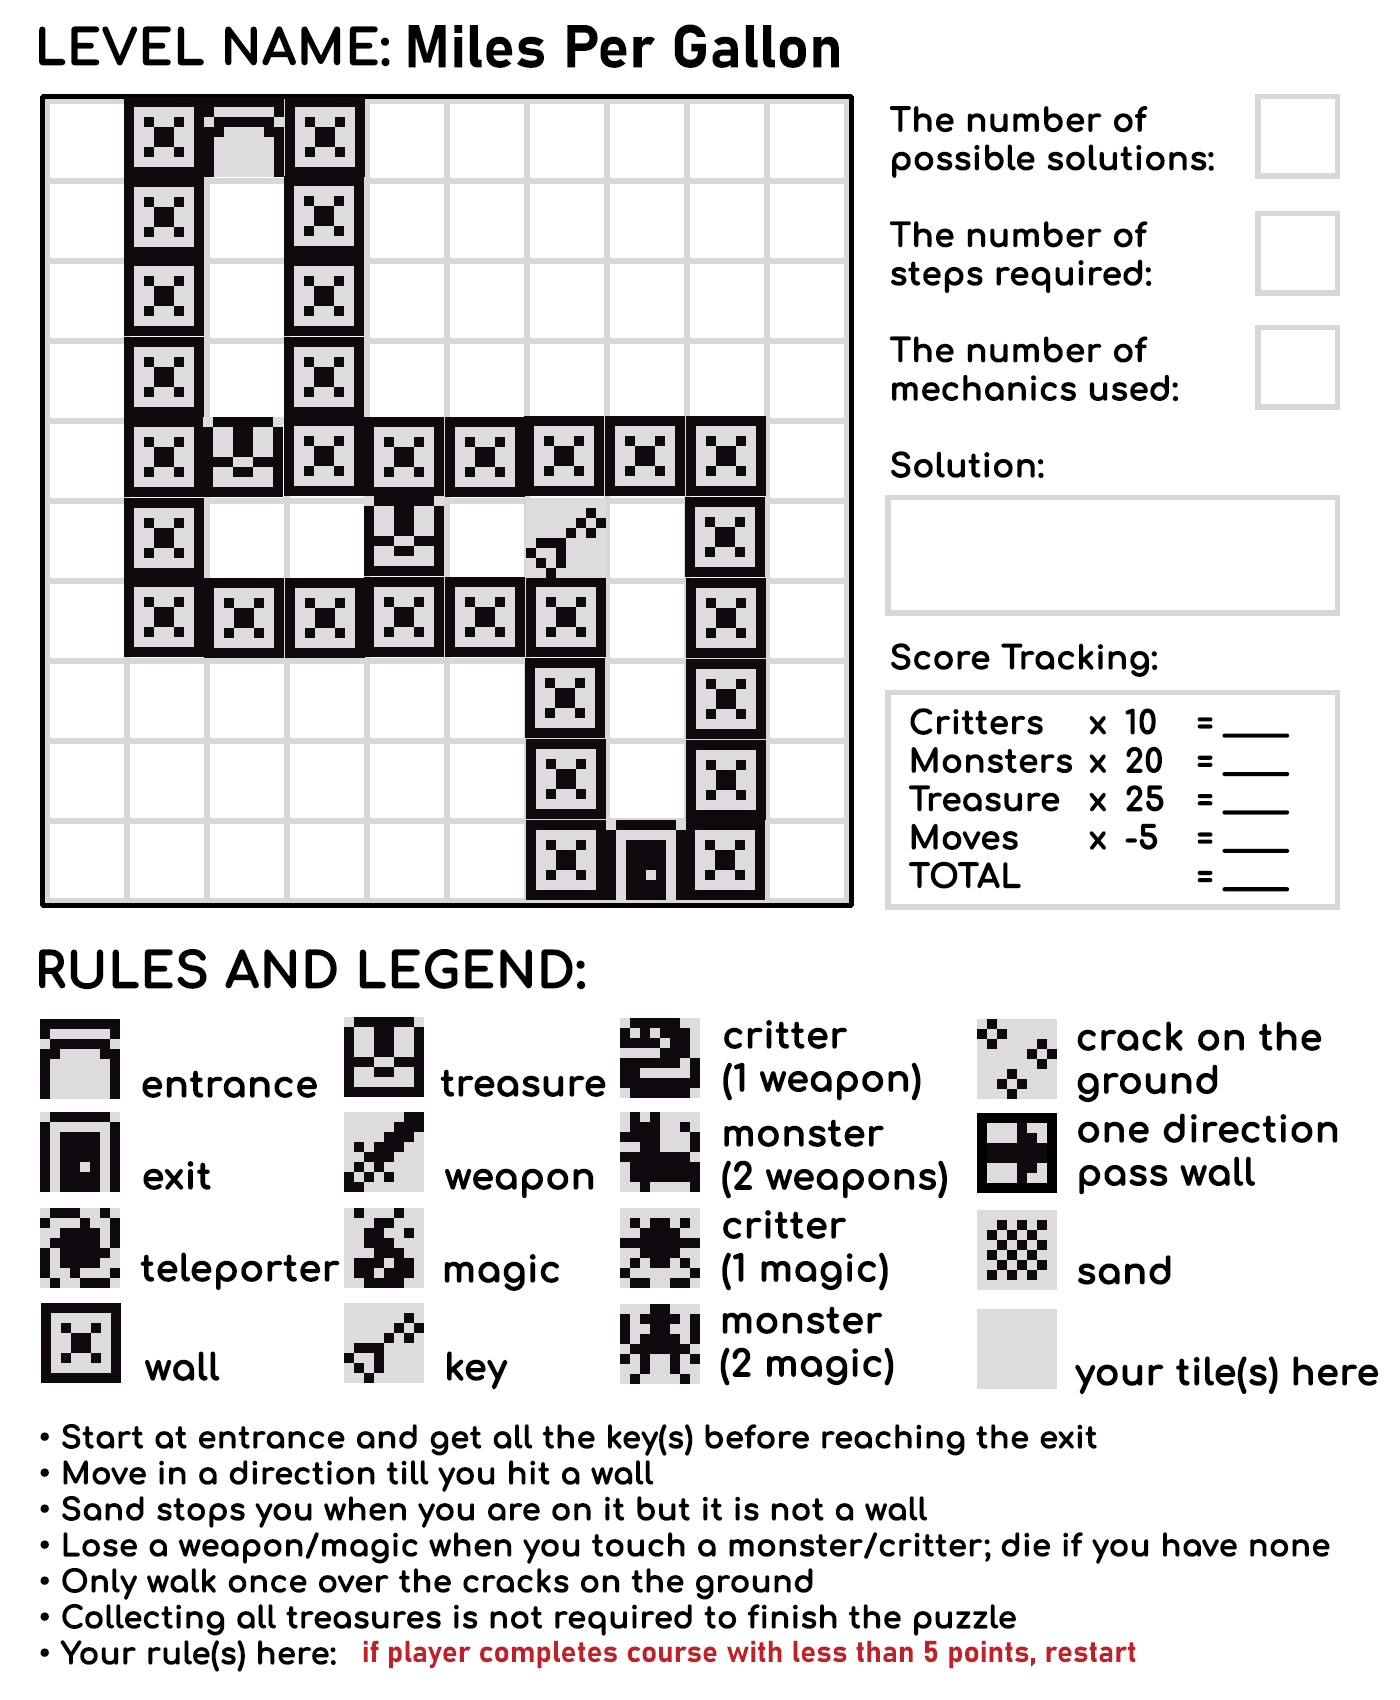 LEVEL NAME: Miles Per Gallon
The number of
possible solutions:
The number of
steps required:
The number of
mechanics used:
Solution:
Score Tracking:
Critters x 10 = ____
Monsters x 20 = ____
Treasure x 25 = ____
Moves x -5 = ____
TOTAL = ____
RULES AND LEGEND:
entrance
treasure
critter
(1 weapon)
crack on the
ground
exit
weapon
monster
(2 weapons)
one direction
pass wall
teleporter
magic
critter
(1 magic)
sand
wall
key
monster
(2 magic)
your tile(s) here
• Start at entrance and get all the key(s) before reaching the exit
• Move in a direction till you hit a wall
• Sand stops you when you are on it but it is not a wall
• Lose a weapon/magic when you touch a monster/critter; die if you have none
• Only walk once over the cracks on the ground
• Collecting all treasures is not required to finish the puzzle
• Your rule(s) here: if player completes course with less than 5 points, restart